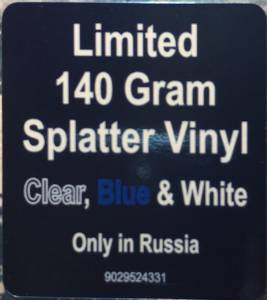 Limited
140 Gram
Splatter Vinyl
Clear, Blue & White
Only in Russia
9029524331